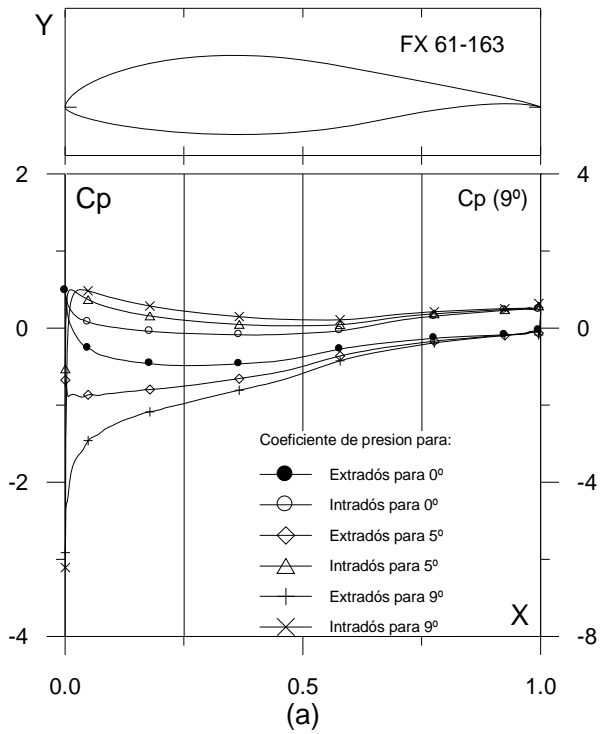 Y
FX 61-163
2
4
Cp
Cp (9º)
0
0
Coeficiente de presion para:
Extradós para 0º
Intradós para 0º
-2
-4
Extradós para 5º
Intradós para 5º
Extradós para 9º
Intradós para 9º
X
-4
-8
0.0
0.5
1.0
(a)